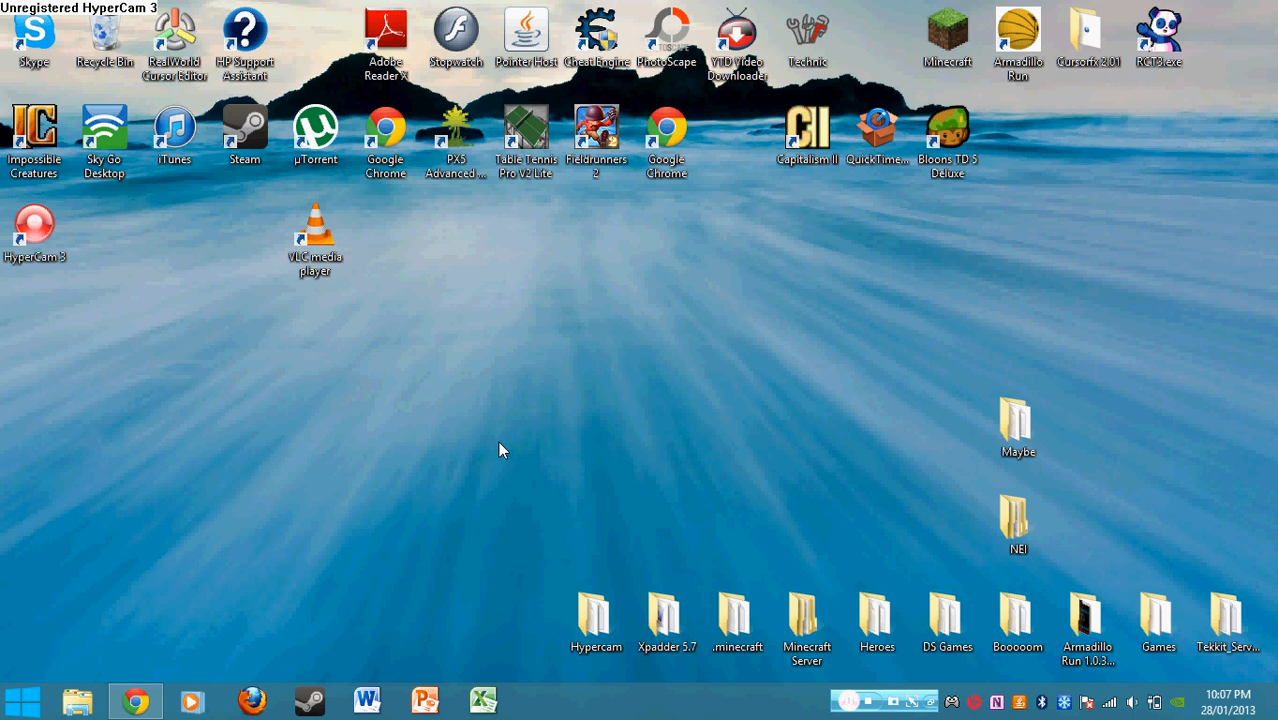 Unregistered HyperCam 3
Skype
Recycle Bin
RealWorld
Cursor Editor
HP Support
Assistant
Adobe
Reader X
Stopwatch
PointerHost
Cheat Engine
PhotoScape
YTD Video
Downloader
Technic
Minecraft
Armadillo
Run
Cursorfx 2.01
RCT3.exe
Impossible
Creatures
Sky Go
Desktop
iTunes
Steam
µTorrent
Google
Chrome
PX5
Advanced ...
Table Tennis
Pro V2 Lite
Fieldrunners
2
Google
Chrome
Capitalism II
QuickTime...
Bloons TD 5
Deluxe
HyperCam 3
VLC media
player
Maybe
NEI
Hypercam
Xpadder 5.7
.minecraft
Minecraft
Server
Heroes
DS Games
Booooom
Armadillo
Run 1.0.3...
Games
Tekkit_Serv...
10:07 PM
28/01/2013